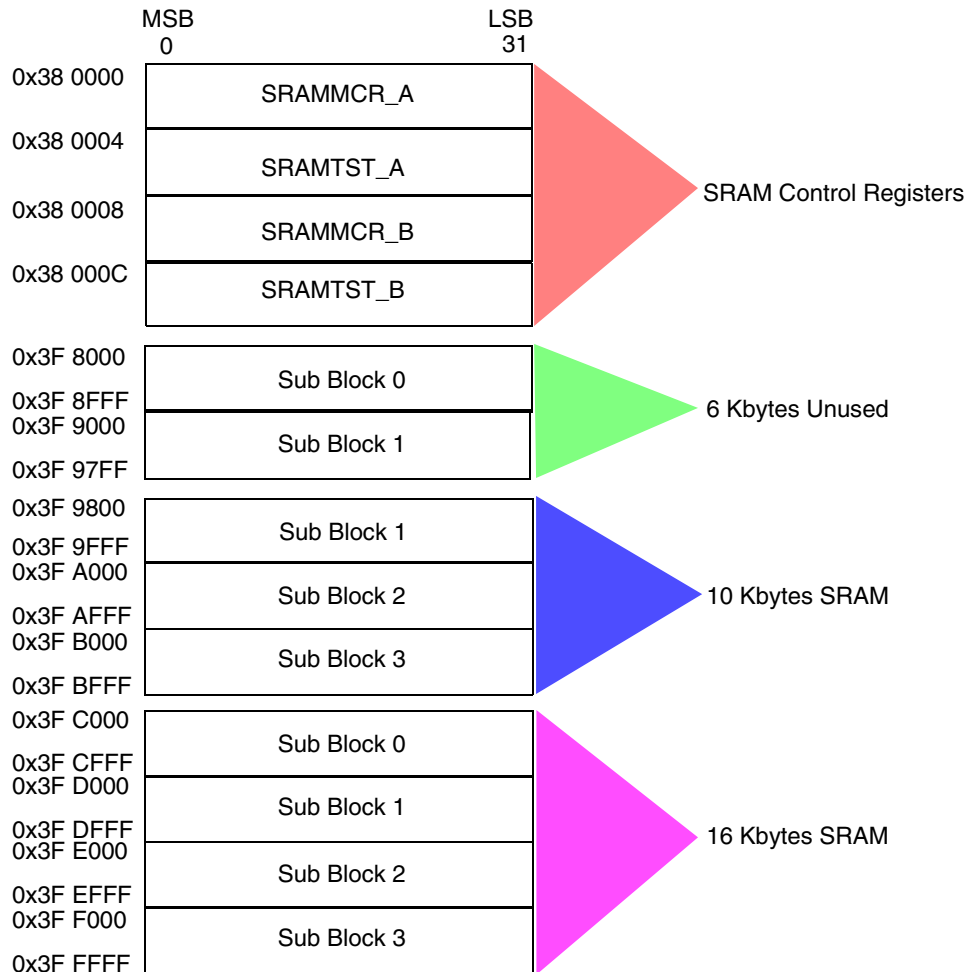 MSB LSB
0 31
0x38 0000
SRAMMCR_A
0x38 0004
SRAMTST_A
SRAM Control Registers
0x38 0008
SRAMMCR_B
0x38 000C
SRAMTST_B
0x3F 8000
Sub Block 0
0x3F 8FFF
6 Kbytes Unused
0x3F 9000
Sub Block 1
0x3F 97FF
0x3F 9800
Sub Block 1
0x3F 9FFF
0x3F A000
Sub Block 2
10 Kbytes SRAM
0x3F AFFF
0x3F B000
Sub Block 3
0x3F BFFF
0x3F C000
Sub Block 0
0x3F CFFF
0x3F D000
Sub Block 1
0x3F DFFF
16 Kbytes SRAM
0x3F E000
Sub Block 2
0x3F EFFF
0x3F F000
Sub Block 3
0x3F FFFF